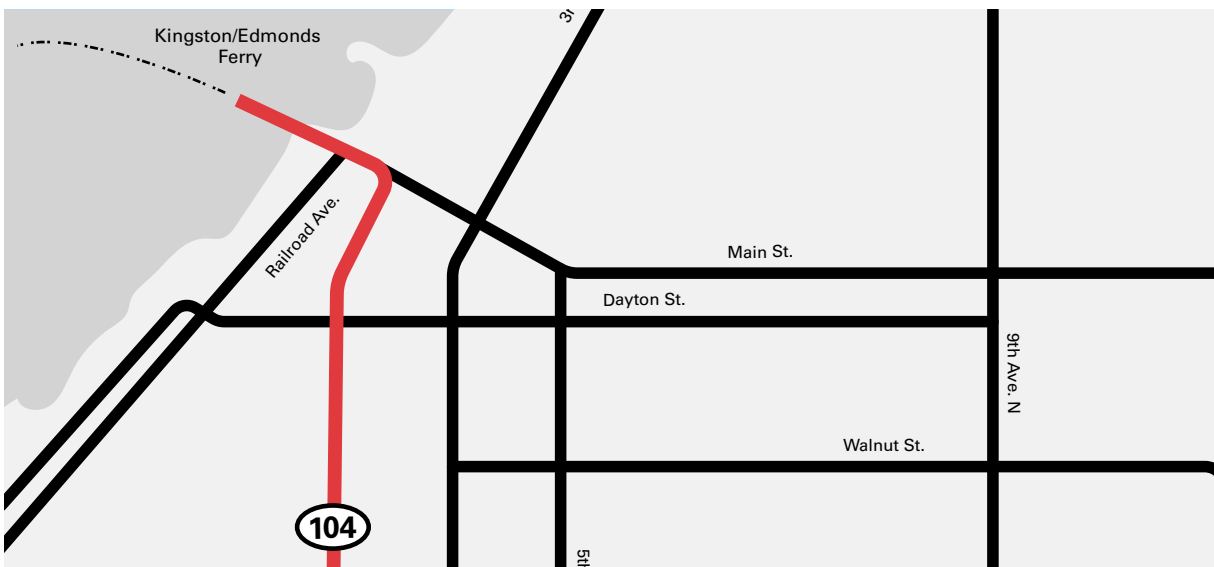 Kingston/Edmonds
Ferry
Railroad Ave.
Main St.
Dayton St.
9th Ave. N
Walnut St.
104